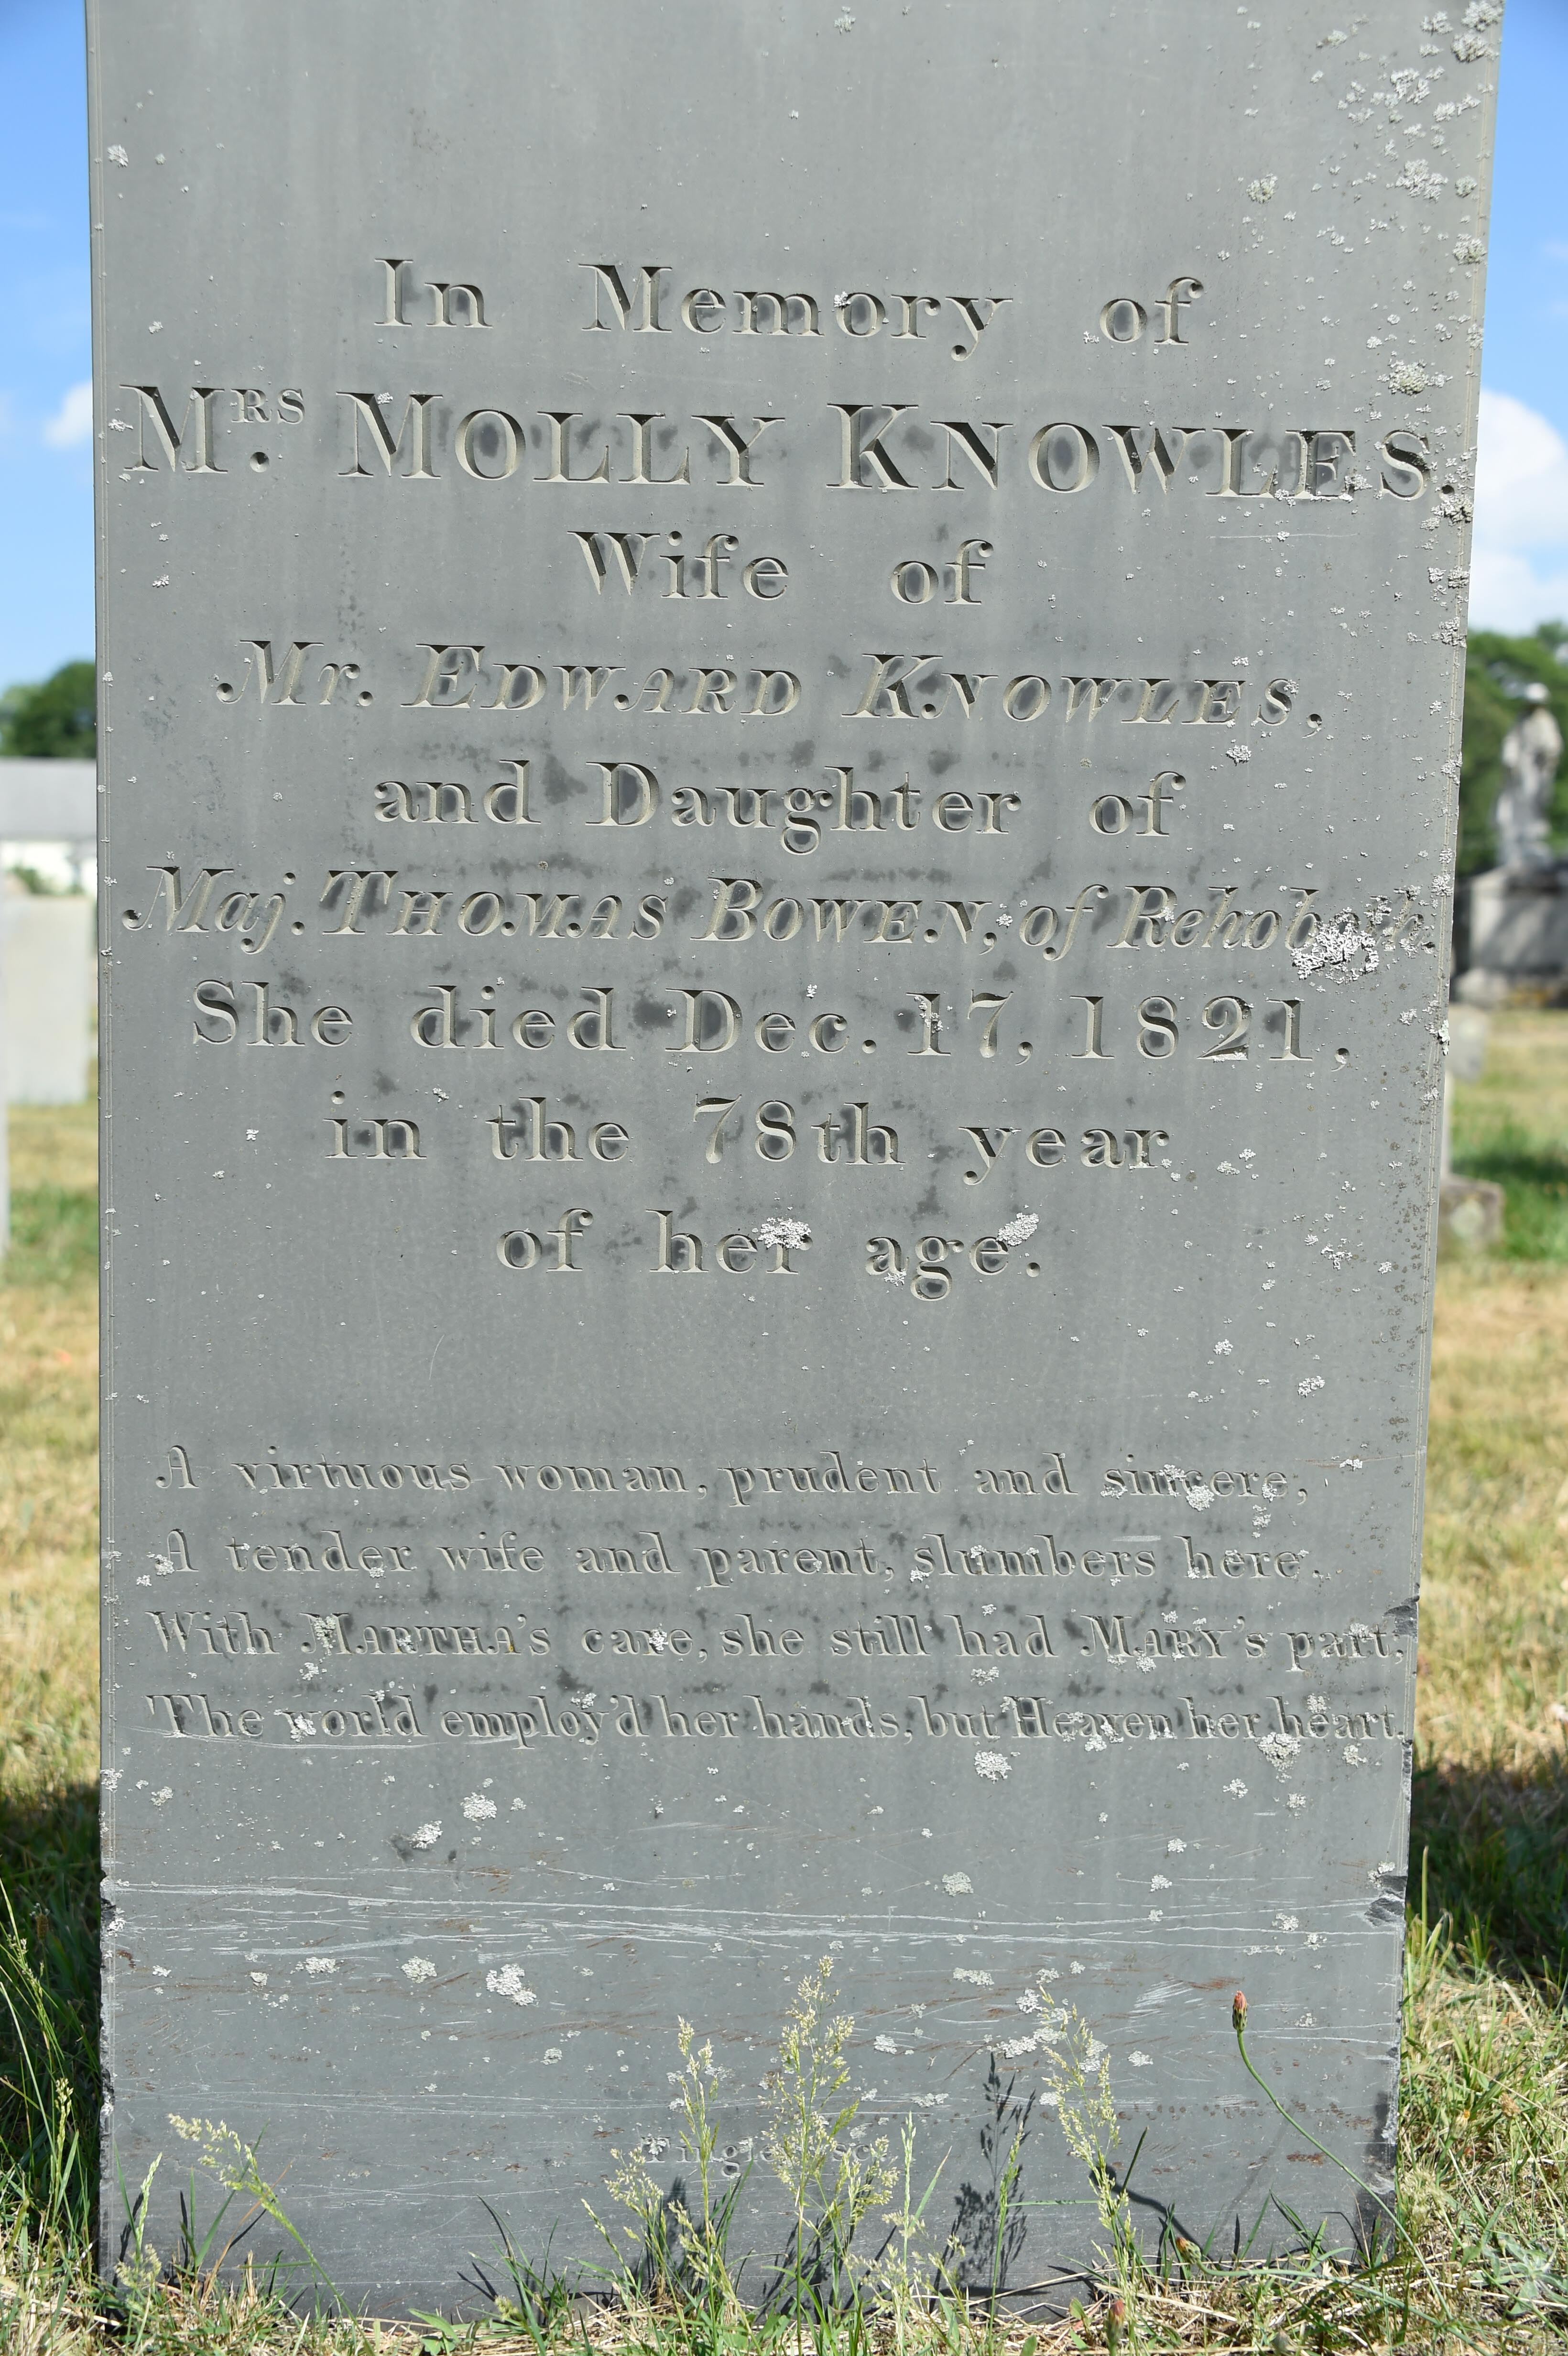 In Memory of
MRS. MOLLY KNOWLES.
Wife of
Mr. EDWARD KNOWLES,
and Daughter of
Maj. THOMAS BOWEN, of Rehoboth
She died Dec. 17, 1821,
in the 78th year
of her age.
A virtuous woman, prudent and sincere,
A tender wife and parent, slumbers here.
With MARTHA's care, she still had MARY's part,
The world employ'd her hands, but Heaven her heart.